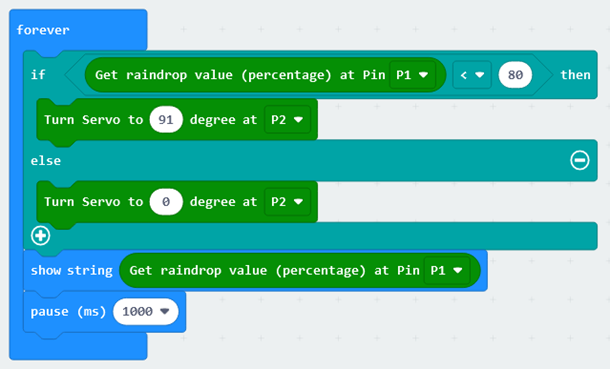 forever
if Get raindrop value (percentage) at Pin P1 < 80 then
Turn Servo to 91 degree at P2
else
Turn Servo to 0 degree at P2
show string Get raindrop value (percentage) at Pin P1
pause (ms) 1000